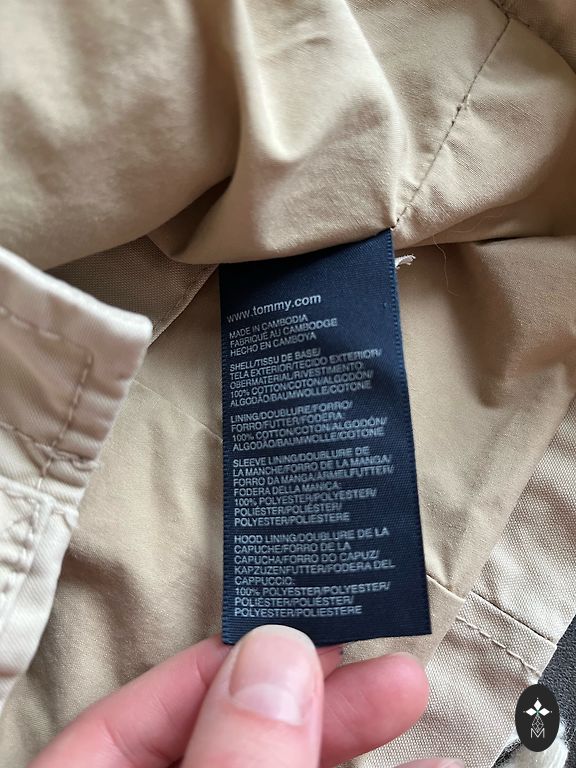 www.tommy.com
MADE IN CAMBODIA
FABRIQUÉ AU CAMBODGE
HECHO EN CAMBOYA
SHELL/TISSU DE BASE/
TELA EXTERIOR/TECIDO EXTERIOR/
OBERMATERIAL/RIVESTIMENTO:
100% COTTON/COTON/ALGODÓN/
ALGODÃO/BAUMWOLLE/COTONE
LINING/DOUBLURE/FORRO/
FORRO/FUTTER/FODERA:
100% COTTON/COTON/ALGODÓN/
ALGODÃO/BAUMWOLLE/COTONE
SLEEVE LINING/DOUBLURE DE
LA MANCHE/FORRO DE LA MANGA/
FORRO DA MANGA/ÄRMELFUTTER/
FODERA DELLA MANICA:
100% POLYESTER/POLYESTER/
POLIÉSTER/POLIÉSTER/
POLYESTER/POLIESTERE
HOOD LINING/DOUBLURE DE LA
CAPUCHE/FORRO DE LA
CAPUCHA/FORRO DO CAPUZ/
KAPZUZENFUTTER/FODERA DEL
CAPPUCCIO:
100% POLYESTER/POLYESTER/
POLIÉSTER/POLIÉSTER/
POLYESTER/POLIESTERE
M